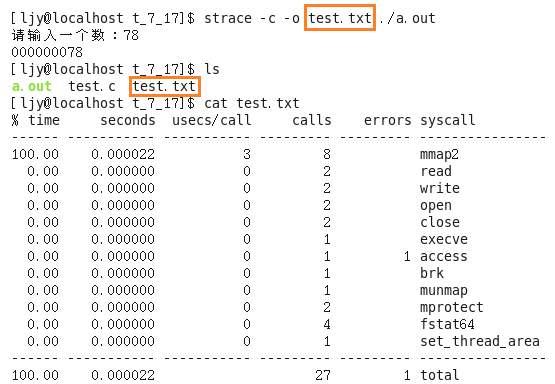 [ljy@localhost t_7_17]$ strace -c -o test.txt ./a.out
请输入一个数：78
000000078
[ljy@localhost t_7_17]$ ls
a.out  test.c  test.txt
[ljy@localhost t_7_17]$ cat test.txt
% time     seconds  usecs/call     calls    errors syscall
------ ----------- ----------- --------- --------- ----------------
100.00    0.000022           3         8           mmap2
  0.00    0.000000           0         2           read
  0.00    0.000000           0         2           write
  0.00    0.000000           0         2           open
  0.00    0.000000           0         2           close
  0.00    0.000000           0         1           execve
  0.00    0.000000           0         1         1 access
  0.00    0.000000           0         1           brk
  0.00    0.000000           0         1           munmap
  0.00    0.000000           0         2           mprotect
  0.00    0.000000           0         4           fstat64
  0.00    0.000000           0         1           set_thread_area
------ ----------- ----------- --------- --------- ----------------
100.00    0.000022                    27         1 total